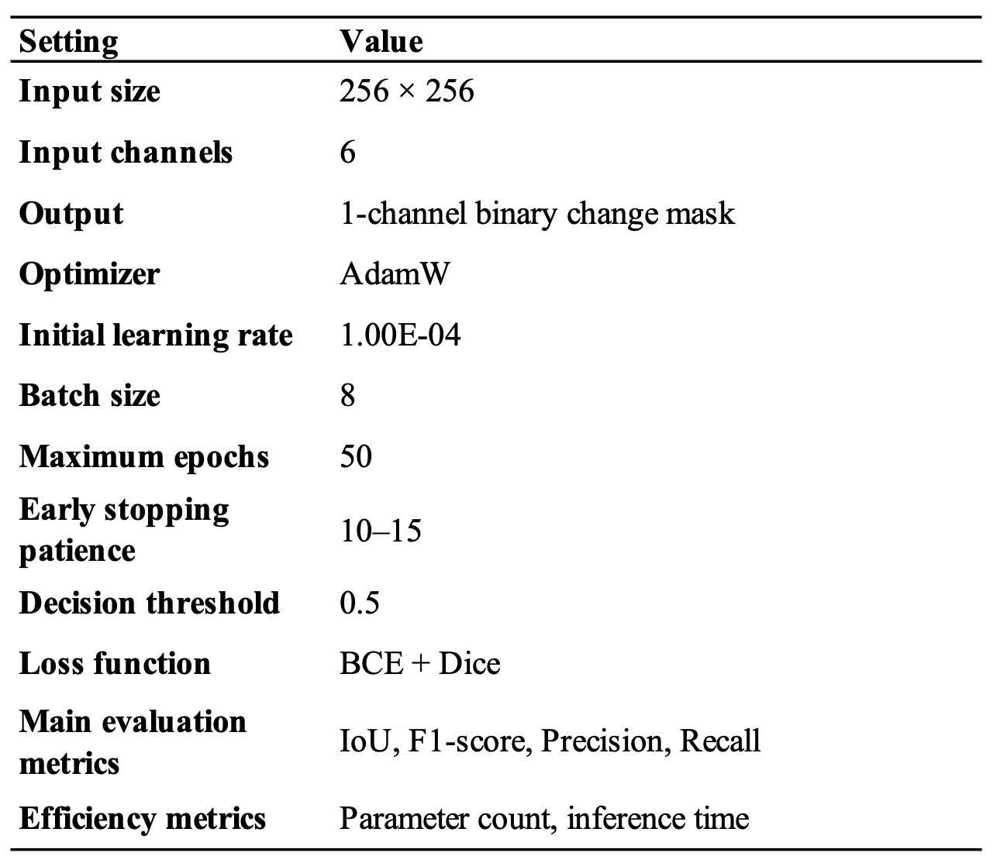 Setting Value
Input size 256 × 256
Input channels 6
Output 1-channel binary change mask
Optimizer AdamW
Initial learning rate 1.00E-04
Batch size 8
Maximum epochs 50
Early stopping
patience 10–15
Decision threshold 0.5
Loss function BCE + Dice
Main evaluation
metrics IoU, F1-score, Precision, Recall
Efficiency metrics Parameter count, inference time